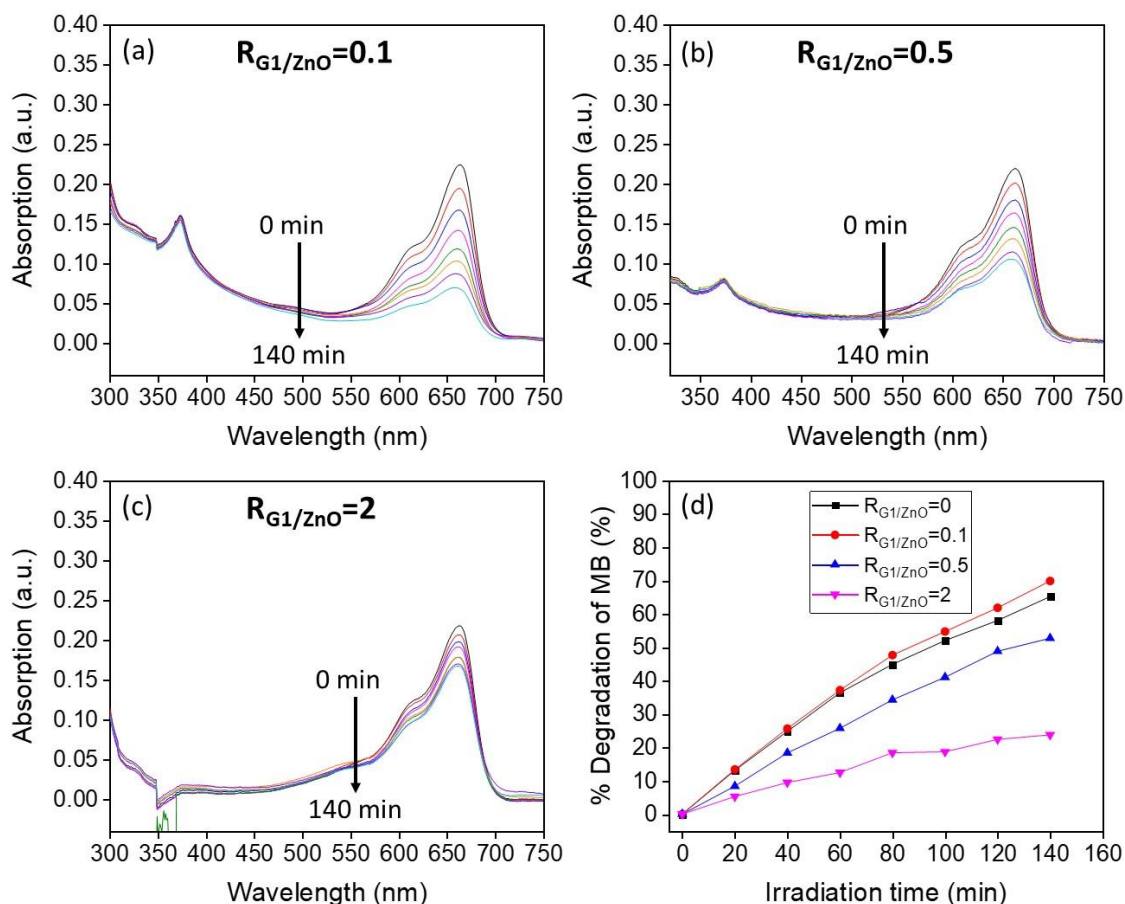 (a) R_G1/ZnO=0.1
0.40
0.35
0.30
0.25
0.20
0.15
0.10
0.05
0.00
Absorption (a.u.)
0 min
140 min
300 350 400 450 500 550 600 650 700 750
Wavelength (nm)
(b) R_G1/ZnO=0.5
0.40
0.35
0.30
0.25
0.20
0.15
0.10
0.05
0.00
Absorption (a.u.)
0 min
140 min
350 400 450 500 550 600 650 700 750
Wavelength (nm)
(c) R_G1/ZnO=2
0.40
0.35
0.30
0.25
0.20
0.15
0.10
0.05
0.00
Absorption (a.u.)
0 min
140 min
300 350 400 450 500 550 600 650 700 750
Wavelength (nm)
(d)
100
90
80
70
60
50
40
30
20
10
0
% Degradation of MB (%)
R_G1/ZnO=0
R_G1/ZnO=0.1
R_G1/ZnO=0.5
R_G1/ZnO=2
0 20 40 60 80 100 120 140 160
Irradiation time (min)